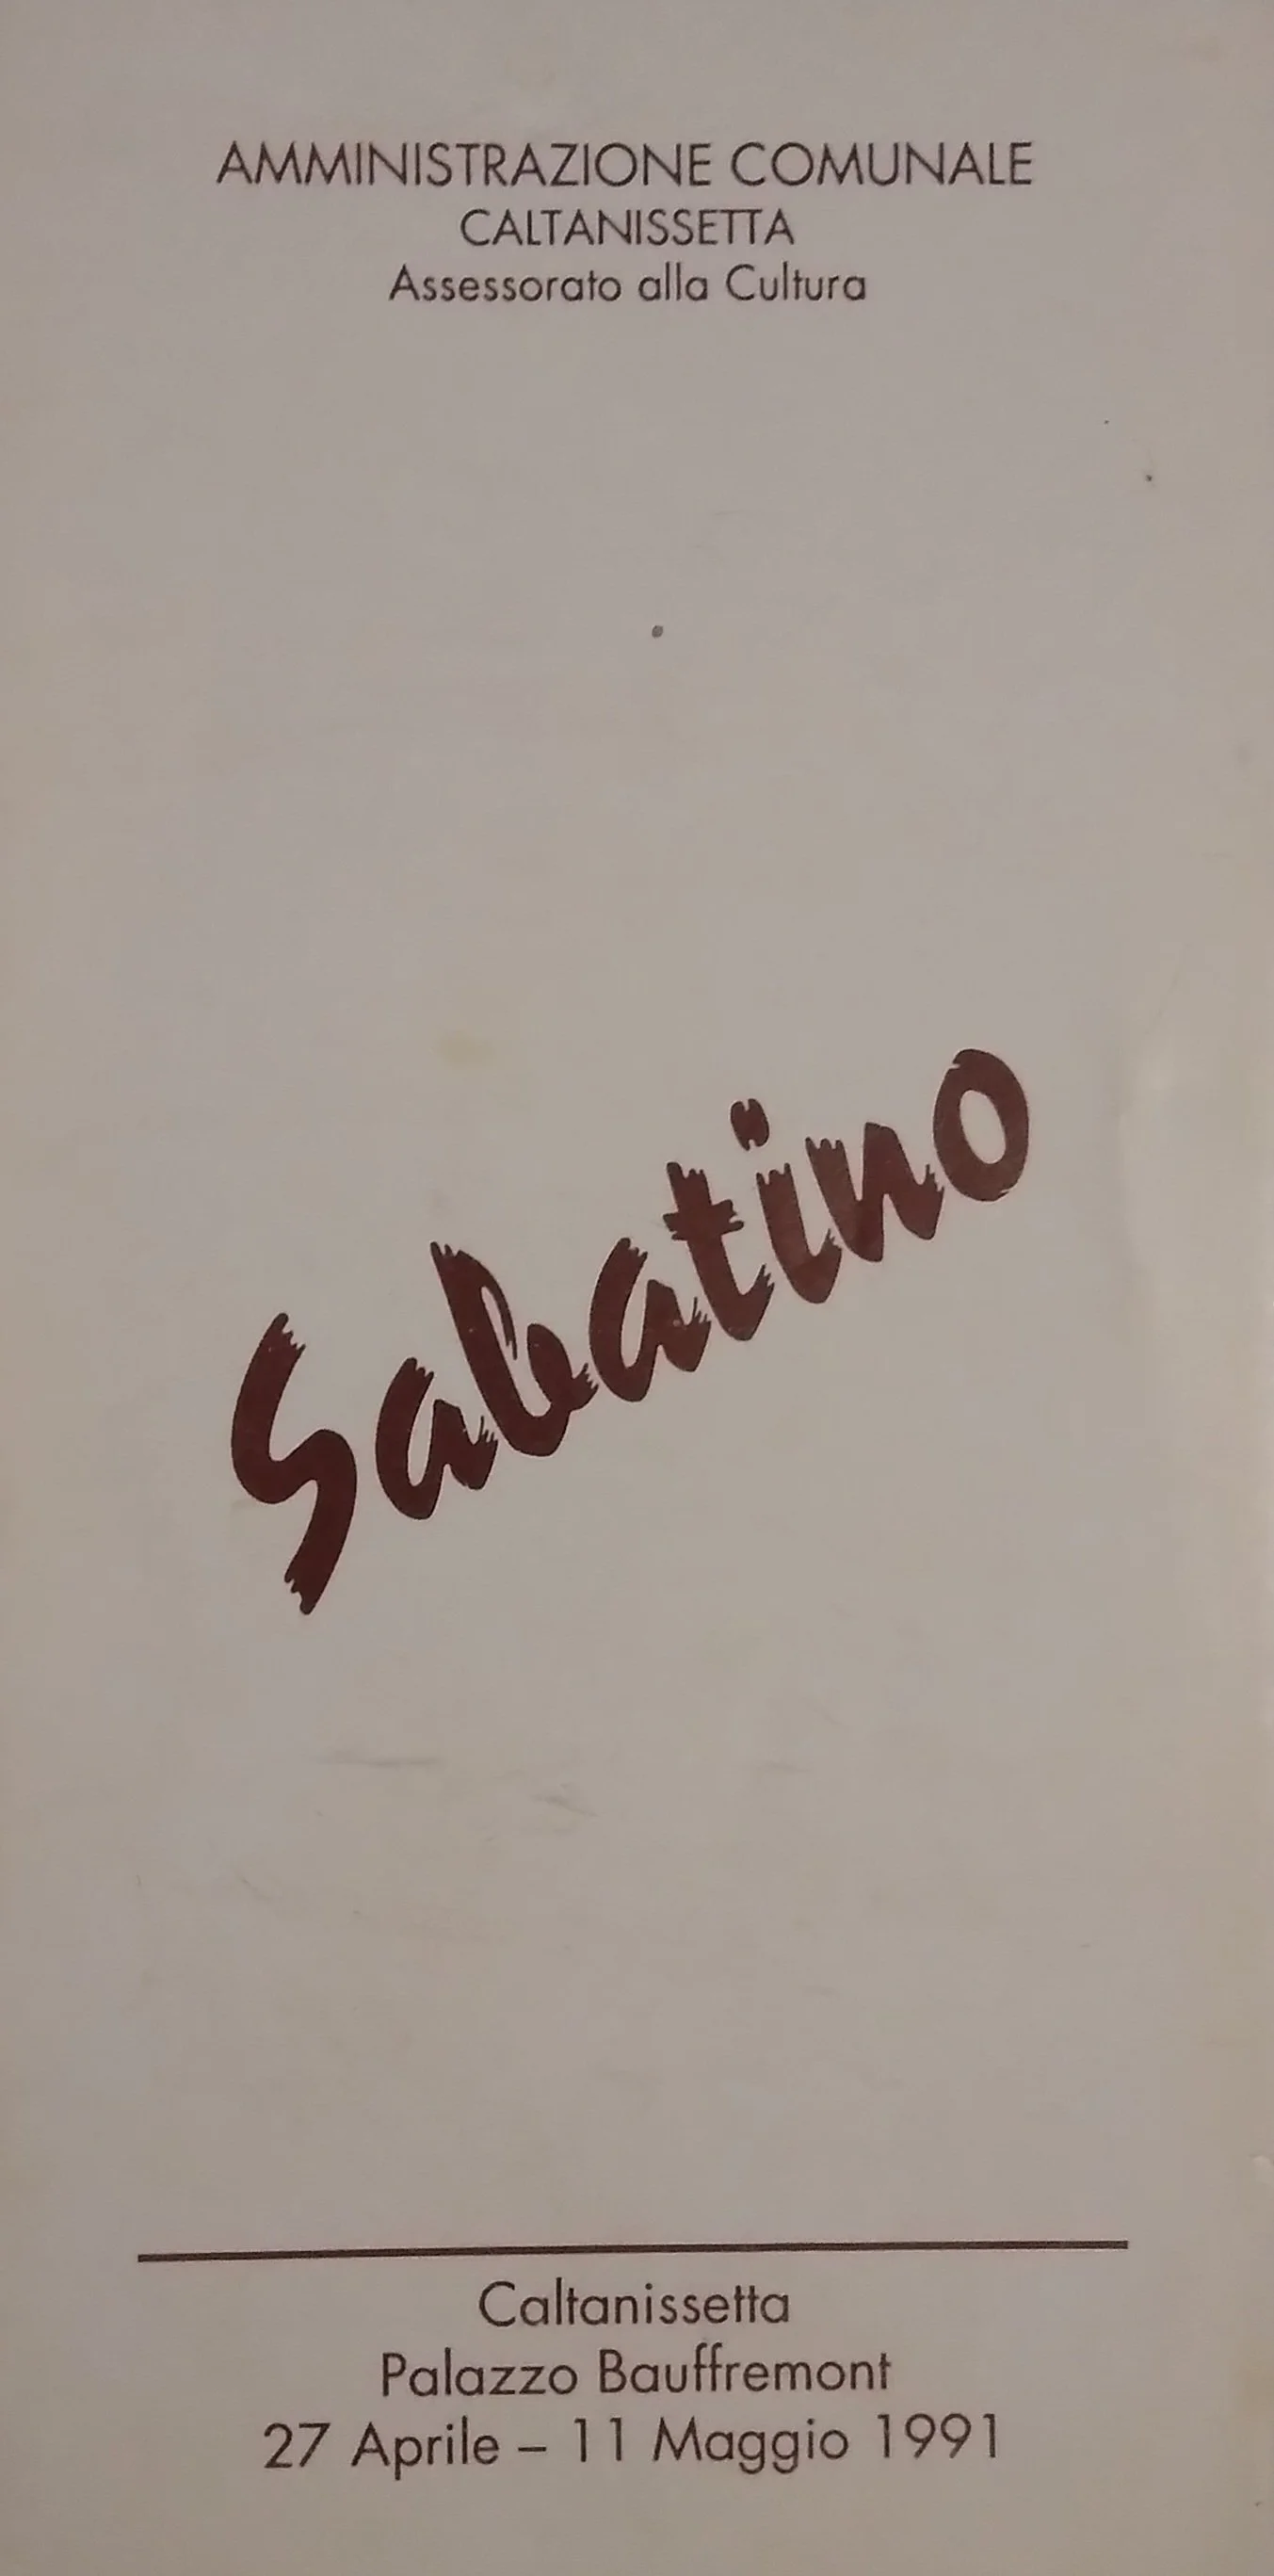 AMMINISTRAZIONE COMUNALE
CALTANISSETTA
Assessorato alla Cultura
Sabatino
Caltanissetta
Palazzo Bauffremont
27 Aprile – 11 Maggio 1991